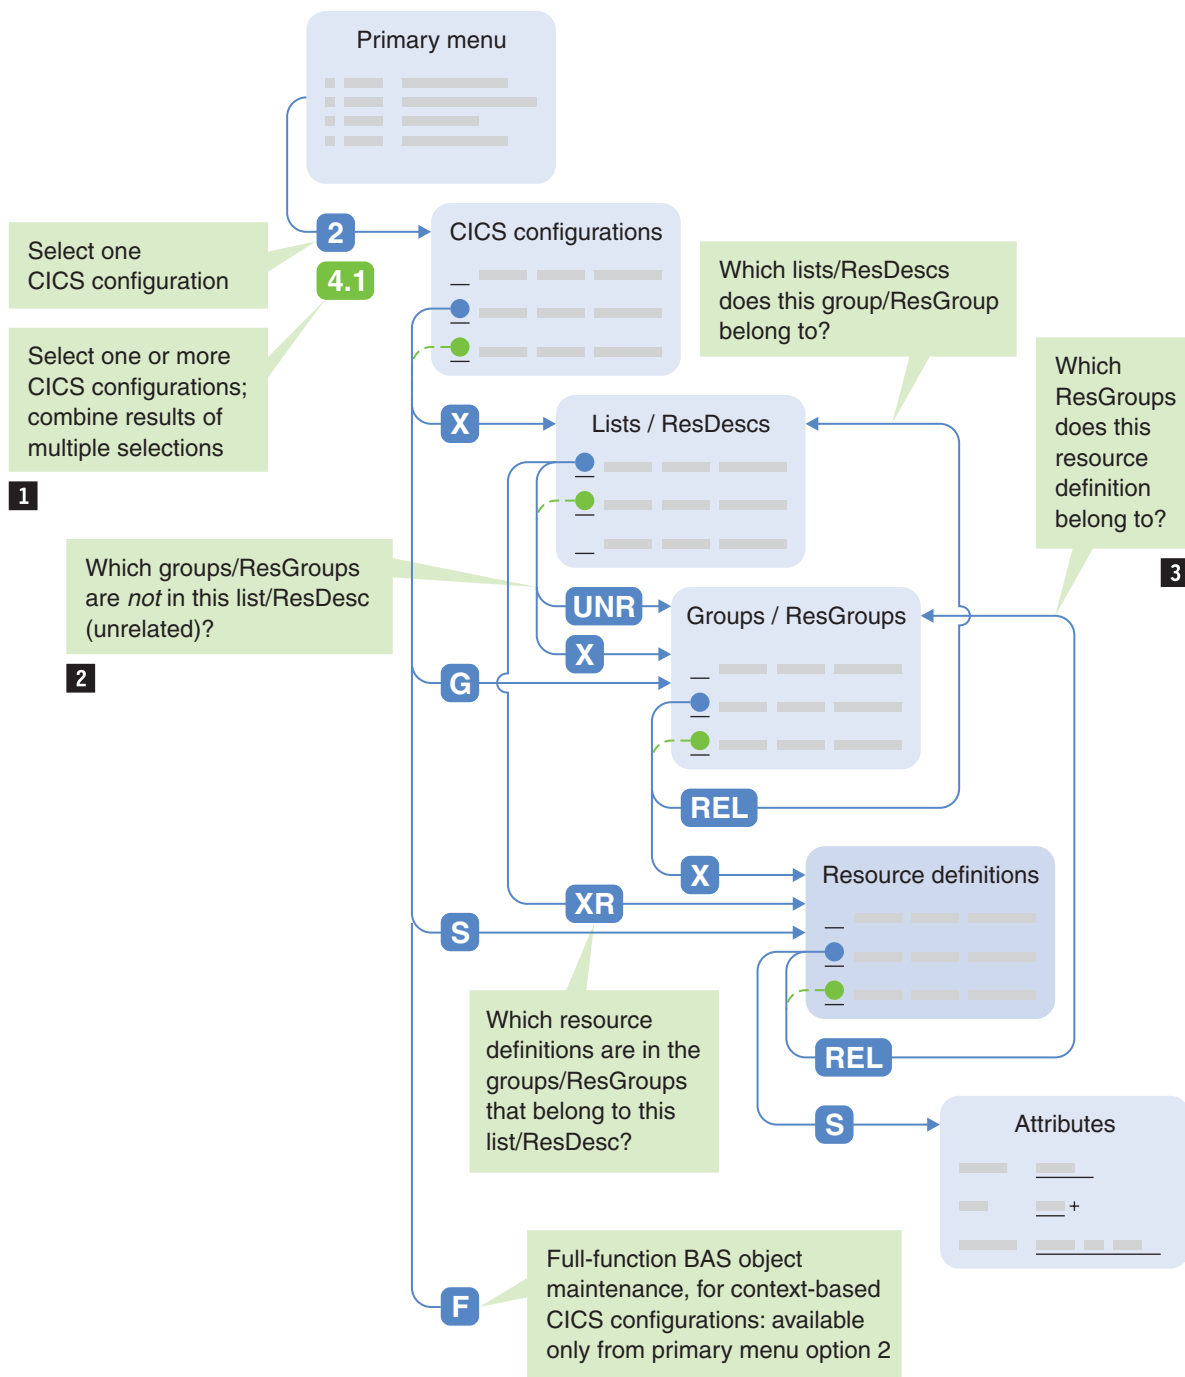 Primary menu
2
CICS configurations
Select one
CICS configuration
4.1
Select one or more
CICS configurations;
combine results of
multiple selections
1
Which lists/ResDescs
does this group/ResGroup
belong to?
Which
ResGroups
does this
resource
definition
belong to?
3
X
Lists / ResDescs
Which groups/ResGroups
are not in this list/ResDesc
(unrelated)?
2
UNR
Groups / ResGroups
X
G
REL
X
Resource definitions
XR
S
Which resource
definitions are in the
groups/ResGroups
that belong to this
list/ResDesc?
REL
S
Attributes
+
F
Full-function BAS object
maintenance, for context-based
CICS configurations: available
only from primary menu option 2